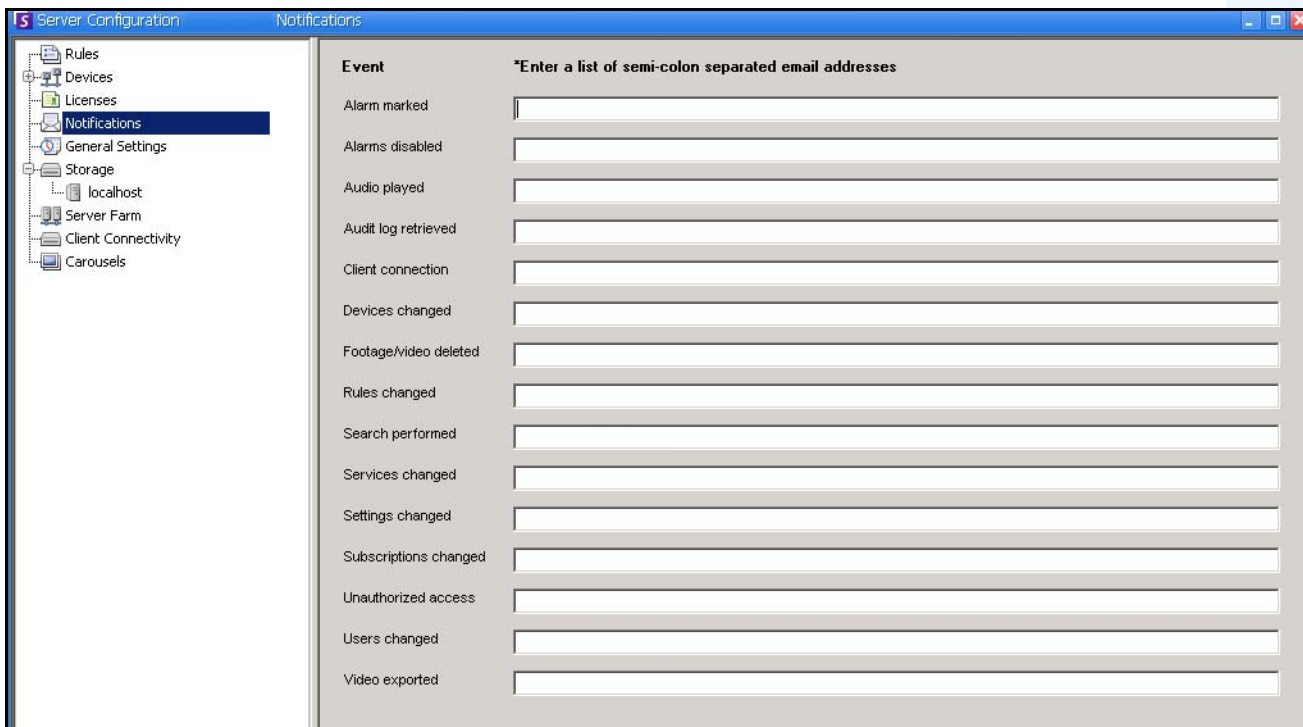 S Server Configuration Notifications
Rules
Devices
Licenses
Notifications
General Settings
Storage
localhost
Server Farm
Client Connectivity
Carousels
Event *Enter a list of semi-colon separated email addresses
Alarm marked
Alarms disabled
Audio played
Audit log retrieved
Client connection
Devices changed
Footage/video deleted
Rules changed
Search performed
Services changed
Settings changed
Subscriptions changed
Unauthorized access
Users changed
Video exported